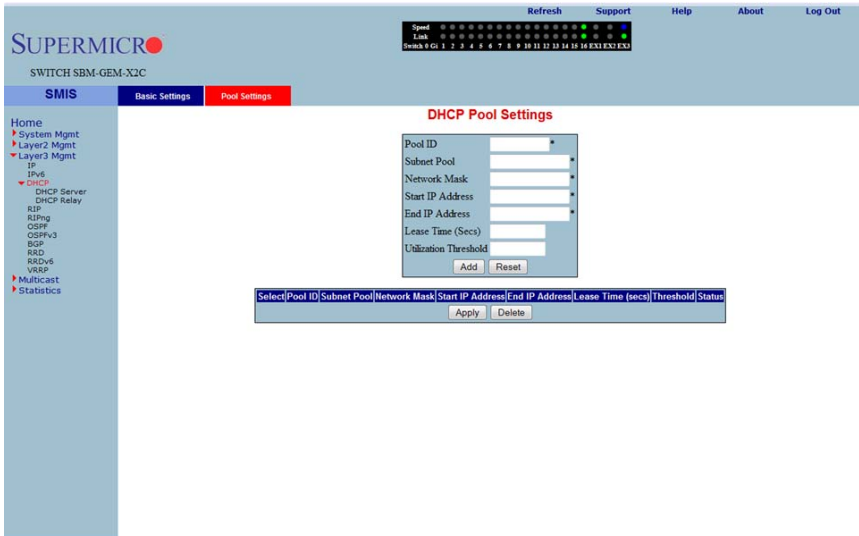 Refresh Support Help About Log Out
Speed
Link
Switch 0 Gi 1 2 3 4 5 6 7 8 9 10 11 12 13 14 15 16 EX1 EX2 EX3
SUPERMICRO
SWITCH SBM-GEM-X2C
SMIS
Basic Settings
Pool Settings
Home
System Mgmt
Layer2 Mgmt
Layer3 Mgmt
IP
IPv6
DHCP
DHCP Server
DHCP Relay
RIP
RIPng
OSPF
OSPFv3
BGP
RRD
RRDv6
VRRP
Multicast
Statistics
DHCP Pool Settings
Pool ID *
Subnet Pool *
Network Mask *
Start IP Address *
End IP Address *
Lease Time (Secs)
Utilization Threshold
Add Reset
Select Pool ID Subnet Pool Network Mask Start IP Address End IP Address Lease Time (secs) Threshold Status
Apply Delete